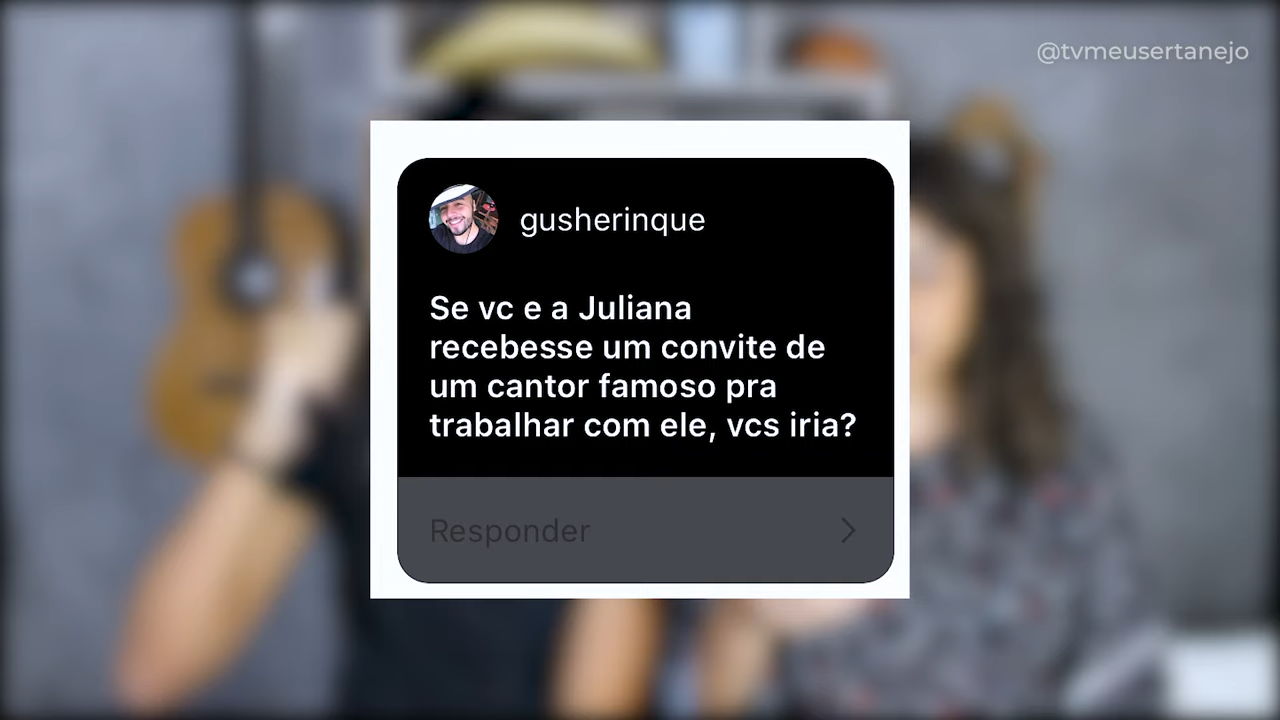 @tvmeusertanejo
gusherinque
Se vc e a Juliana
recebesse um convite de
um cantor famoso pra
trabalhar com ele, vcs iria?
Responder